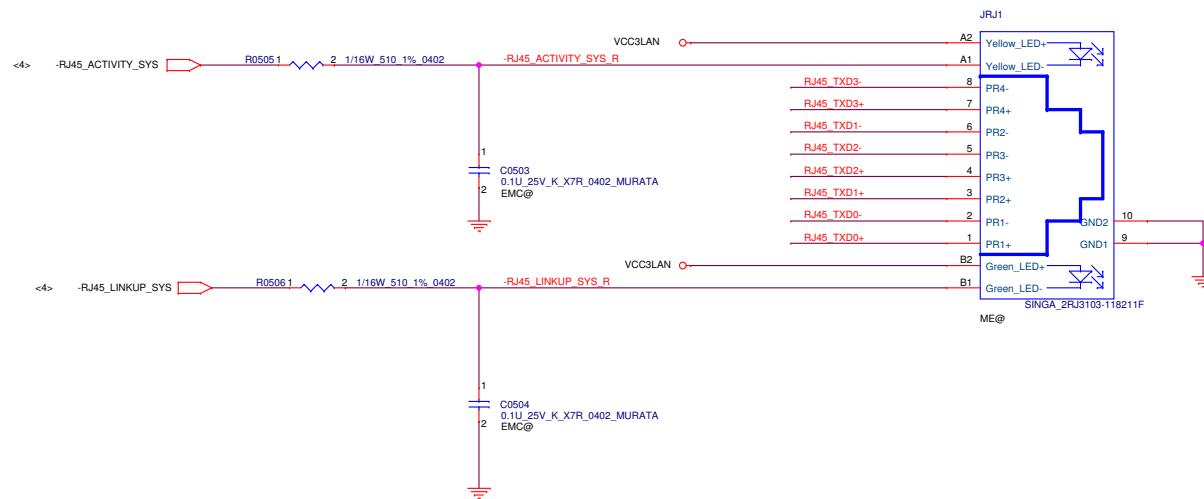 JRJ1
VCC3LAN
A2 Yellow_LED+
<4> -RJ45_ACTIVITY_SYS R0505 1 2 1/16W_510_1%_0402 -RJ45_ACTIVITY_SYS_R A1 Yellow_LED-
RJ45_TXD3- 8 PR4-
RJ45_TXD3+ 7 PR4+
RJ45_TXD1- 6 PR2-
RJ45_TXD2- 5 PR3-
RJ45_TXD2+ 4 PR3+
RJ45_TXD1+ 3 PR2+
RJ45_TXD0- 2 PR1- GND2 10
RJ45_TXD0+ 1 PR1+ GND1 9
1
C0503
0.1U_25V_K_X7R_0402_MURATA
2
EMC@
VCC3LAN B2 Green_LED+
<4> -RJ45_LINKUP_SYS R0506 1 2 1/16W_510_1%_0402 -RJ45_LINKUP_SYS_R B1 Green_LED-
SINGA_2RJ3103-118211F
ME@
1
C0504
0.1U_25V_K_X7R_0402_MURATA
2
EMC@